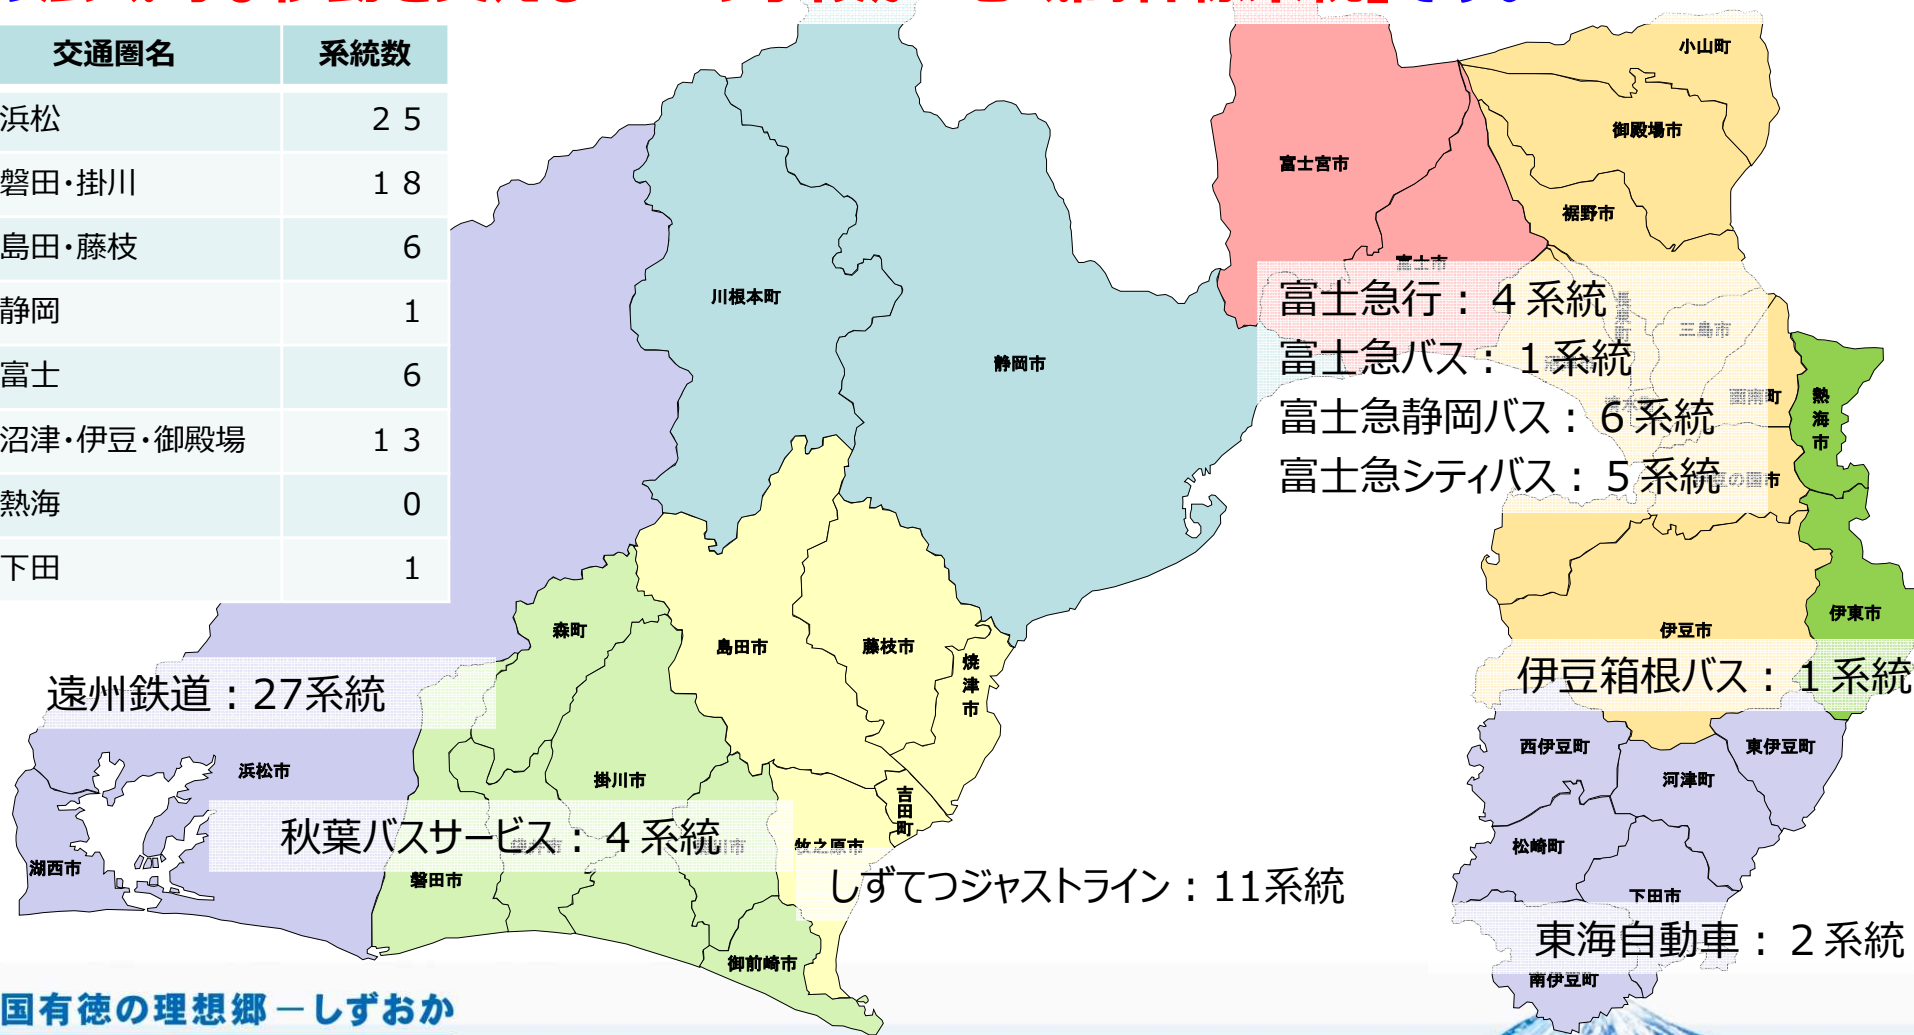 交通圏名 系統数
浜松 ２５
磐田・掛川 １８
島田・藤枝 ６
静岡 １
富士 ６
沼津・伊豆・御殿場 １３
熱海 ０
下田 １
小山町
御殿場市
富士宮市
裾野市
富士市
川根本町
静岡市
三島市
熱海市
富士急行：４系統
富士急バス：１系統
富士急静岡バス：６系統
富士急シティバス：５系統
伊東市
伊豆市
伊豆箱根バス：１系統
森町
島田市
藤枝市
焼津市
遠州鉄道：27系統
浜松市
掛川市
吉田町
牧之原市
秋葉バスサービス：４系統
湖西市
磐田市
しずてつジャストライン：11系統
御前崎市
西伊豆町
東伊豆町
河津町
松崎町
下田市
東海自動車：２系統
南伊豆町
国有徳の理想郷－しずおか